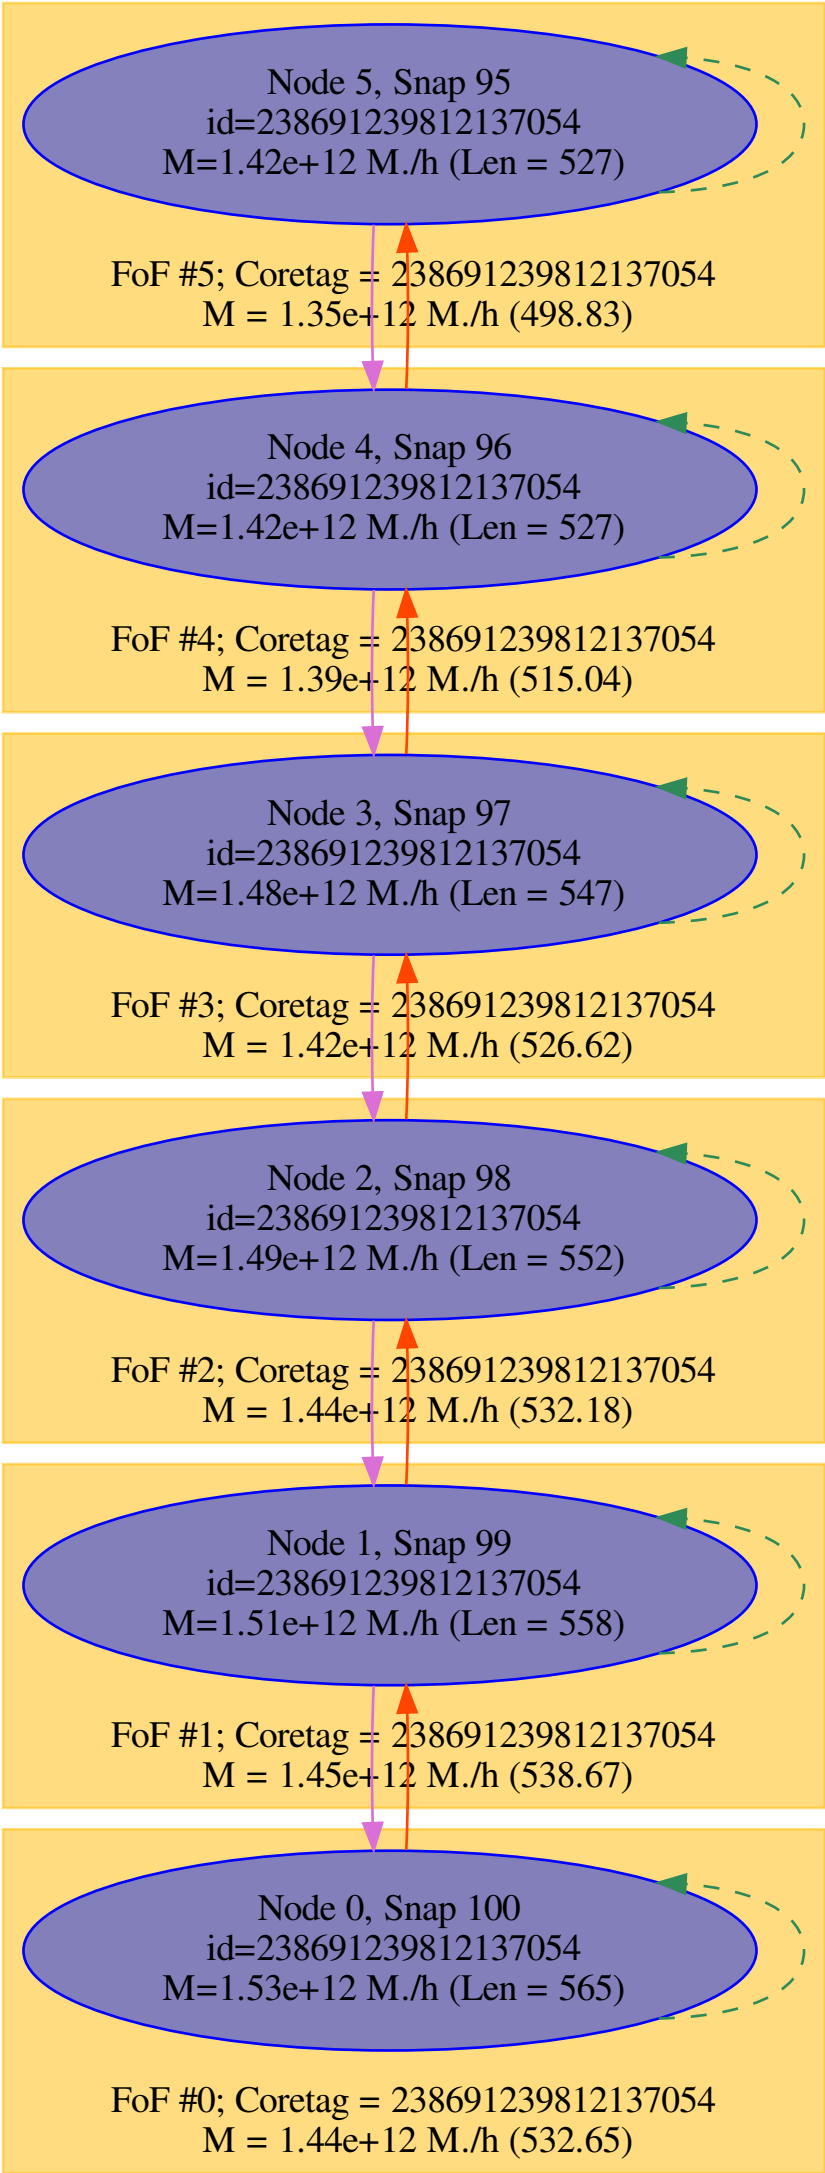 Node 5, Snap 95
id=238691239812137054
M=1.42e+12 M./h (Len = 527)
FoF #5; Coretag = 238691239812137054
M = 1.35e+12 M./h (498.83)
Node 4, Snap 96
id=238691239812137054
M=1.42e+12 M./h (Len = 527)
FoF #4; Coretag = 238691239812137054
M = 1.39e+12 M./h (515.04)
Node 3, Snap 97
id=238691239812137054
M=1.48e+12 M./h (Len = 547)
FoF #3; Coretag = 238691239812137054
M = 1.42e+12 M./h (526.62)
Node 2, Snap 98
id=238691239812137054
M=1.49e+12 M./h (Len = 552)
FoF #2; Coretag = 238691239812137054
M = 1.44e+12 M./h (532.18)
Node 1, Snap 99
id=238691239812137054
M=1.51e+12 M./h (Len = 558)
FoF #1; Coretag = 238691239812137054
M = 1.45e+12 M./h (538.67)
Node 0, Snap 100
id=238691239812137054
M=1.53e+12 M./h (Len = 565)
FoF #0; Coretag = 238691239812137054
M = 1.44e+12 M./h (532.65)